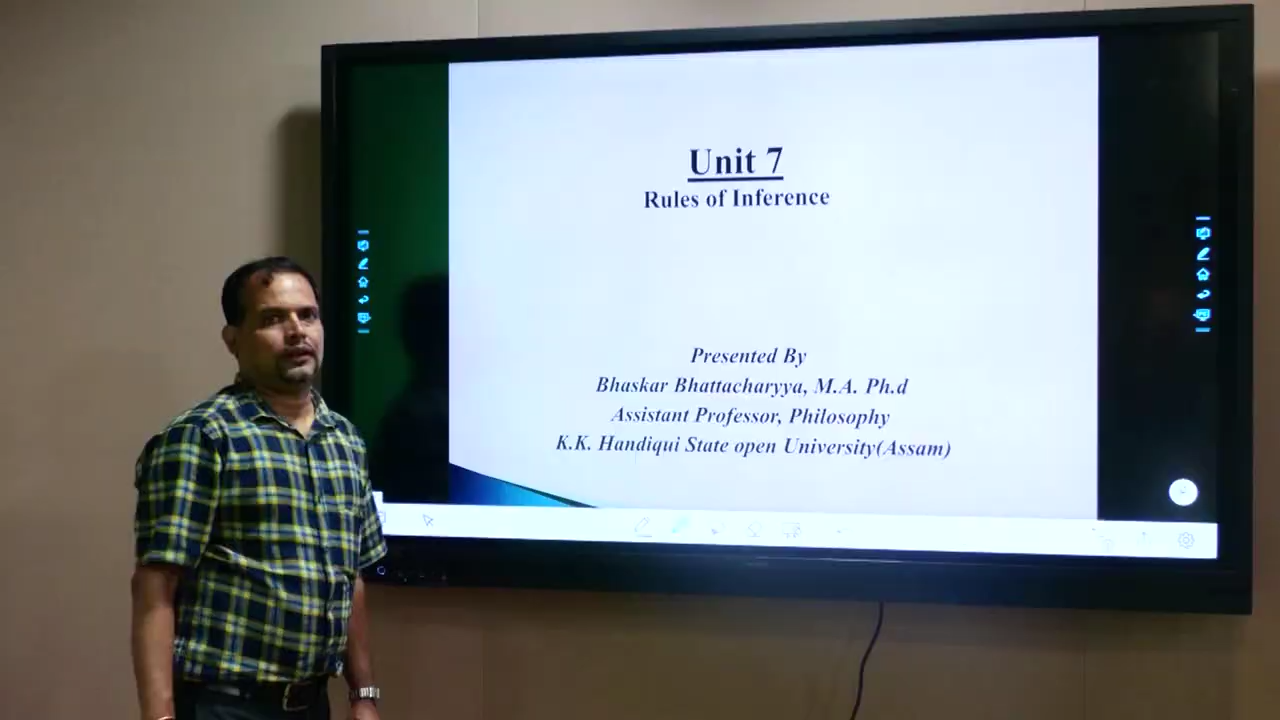 Unit 7
Rules of Inference
Presented By
Bhaskar Bhattacharyya, M.A. Ph.d
Assistant Professor, Philosophy
K.K. Handiqui State open University(Assam)